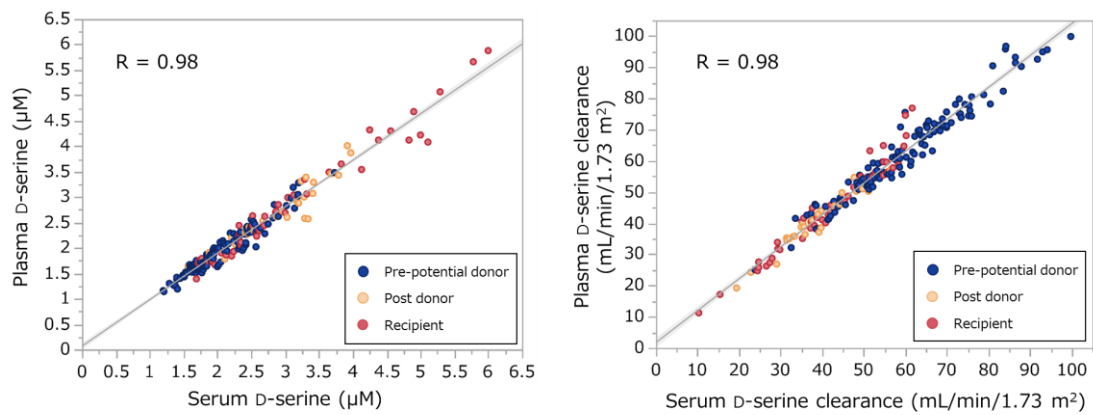 R = 0.98
Plasma D-serine (μM)
6.5
6
5.5
5
4.5
4
3.5
3
2.5
2
1.5
1
0.5
0
0 0.5 1 1.5 2 2.5 3 3.5 4 4.5 5 5.5 6 6.5
Serum D-serine (μM)
Pre-potential donor
Post donor
Recipient
R = 0.98
Plasma D-serine clearance
(mL/min/1.73 m²)
100
90
80
70
60
50
40
30
20
10
0
0 10 20 30 40 50 60 70 80 90 100
Serum D-serine clearance (mL/min/1.73 m²)
Pre-potential donor
Post donor
Recipient